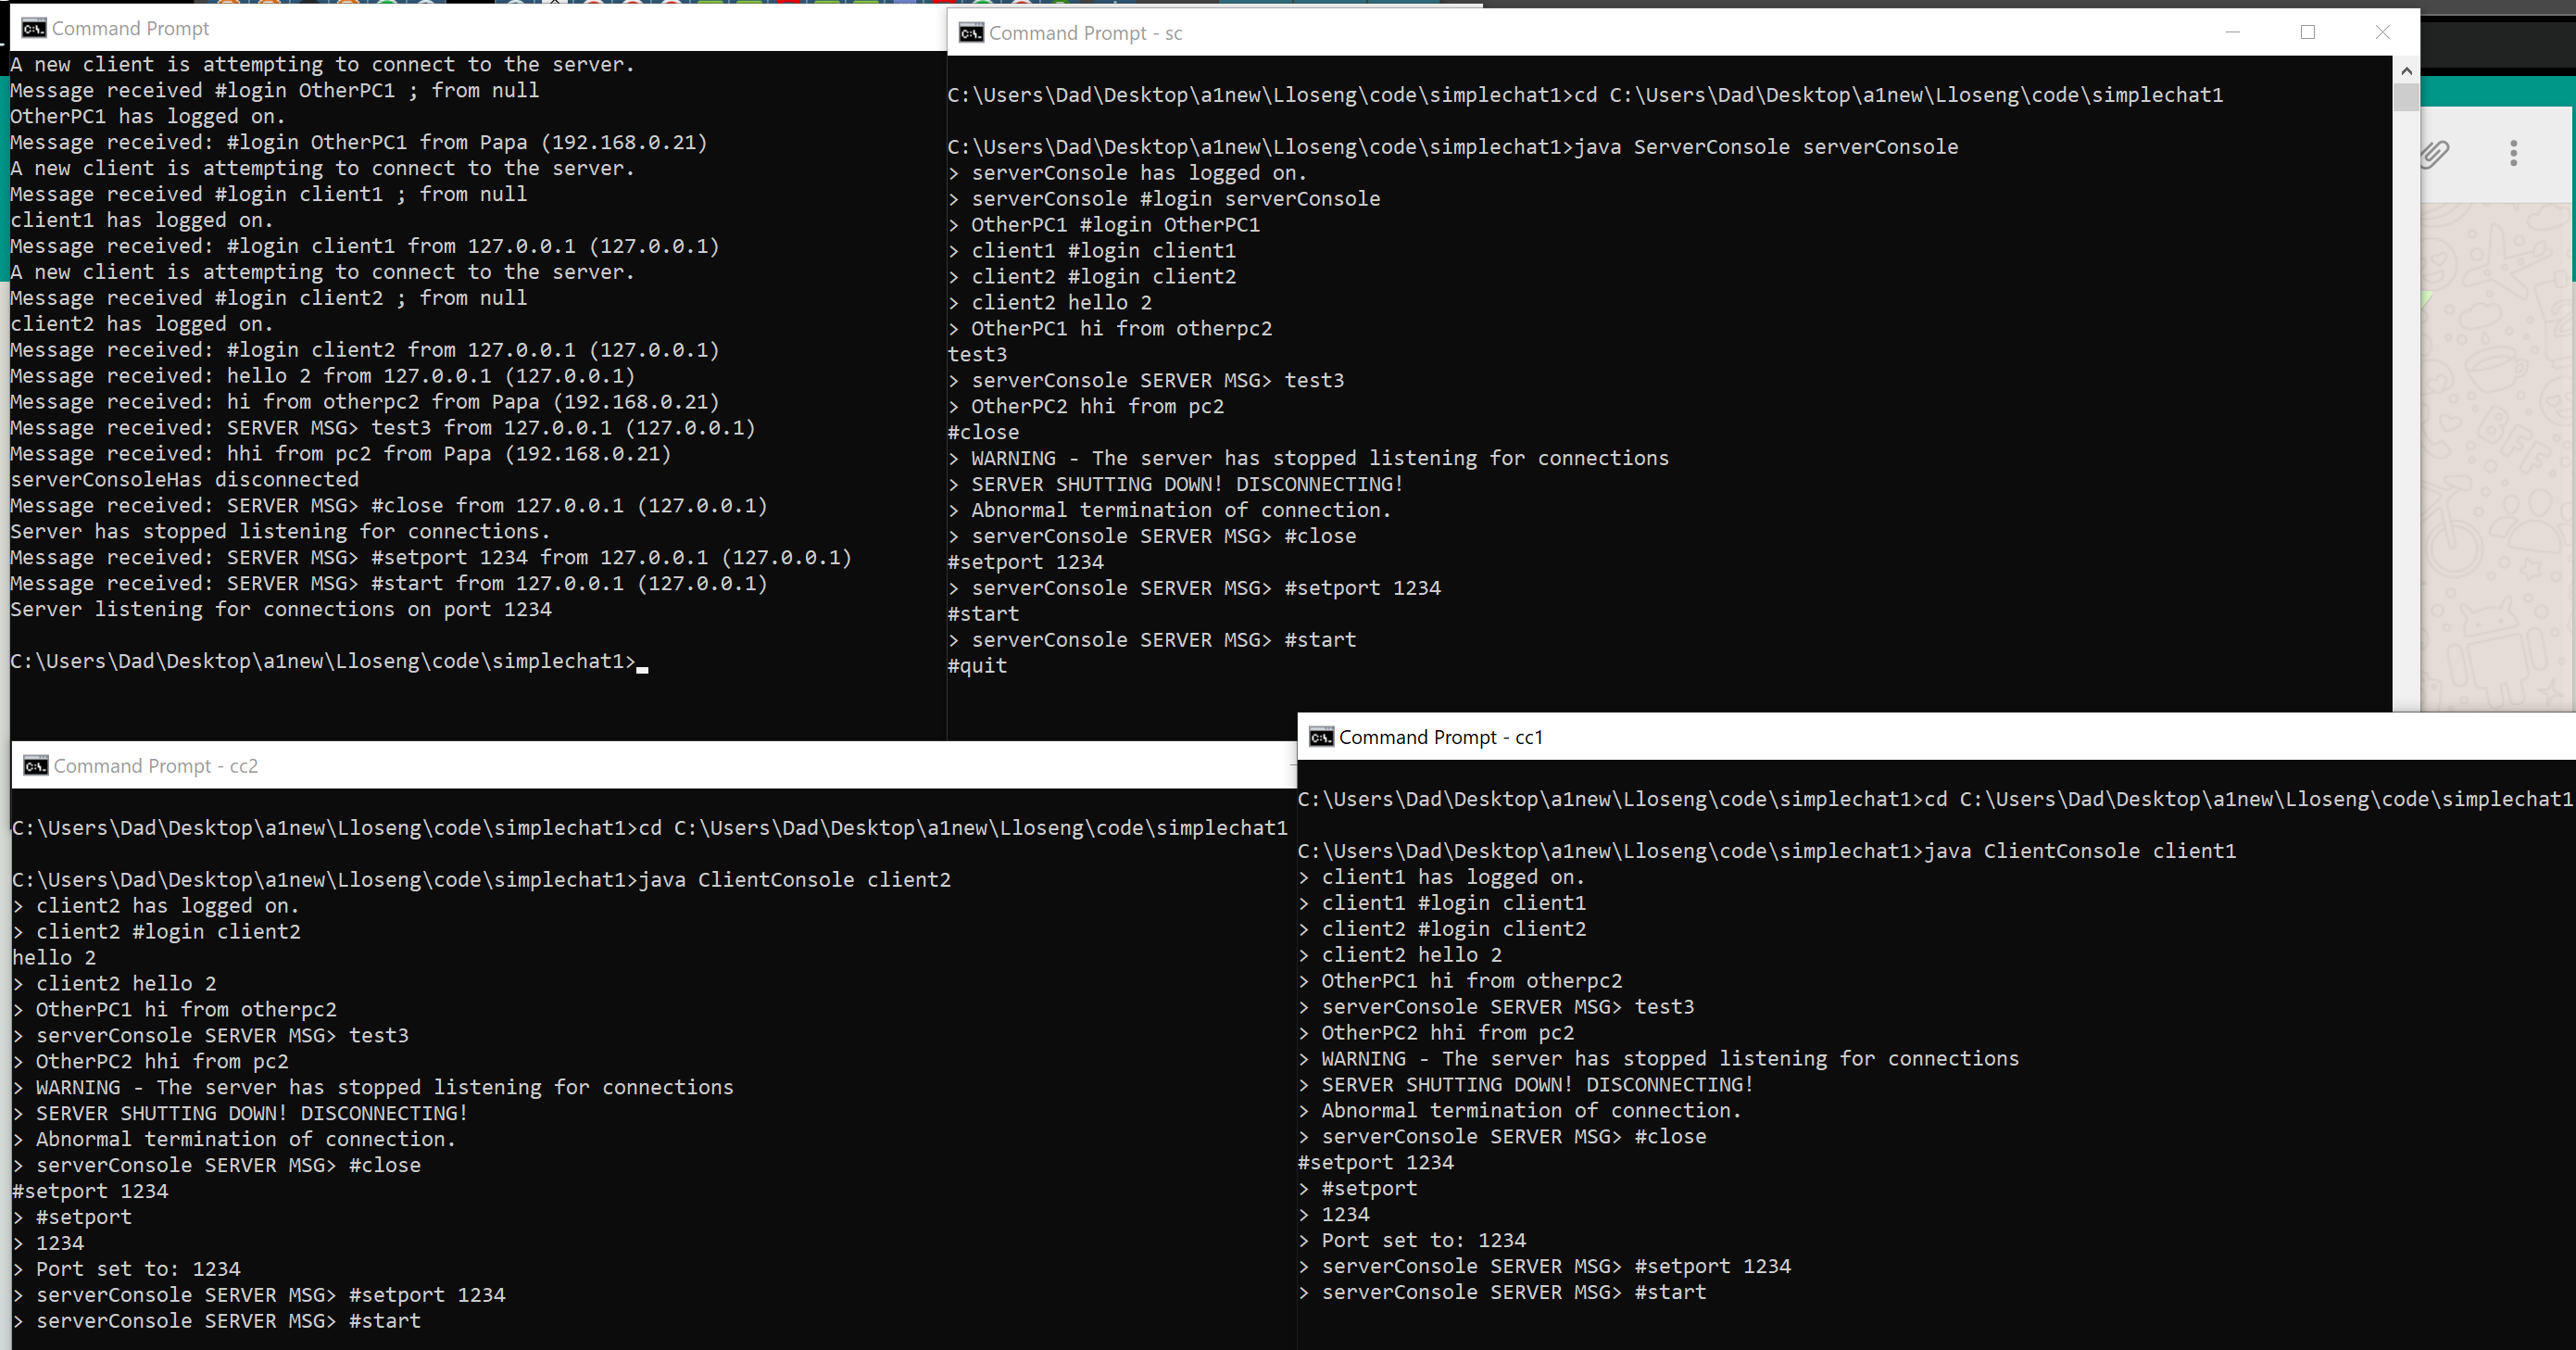 Command Prompt
A new client is attempting to connect to the server.
Message received #login OtherPC1 ; from null
OtherPC1 has logged on.
Message received: #login OtherPC1 from Papa (192.168.0.21)
A new client is attempting to connect to the server.
Message received #login client1 ; from null
client1 has logged on.
Message received: #login client1 from 127.0.0.1 (127.0.0.1)
A new client is attempting to connect to the server.
Message received #login client2 ; from null
client2 has logged on.
Message received: #login client2 from 127.0.0.1 (127.0.0.1)
Message received: hello 2 from 127.0.0.1 (127.0.0.1)
Message received: hi from otherpc2 from Papa (192.168.0.21)
Message received: SERVER MSG> test3 from 127.0.0.1 (127.0.0.1)
Message received: hhi from pc2 from Papa (192.168.0.21)
serverConsoleHas disconnected
Message received: SERVER MSG> #close from 127.0.0.1 (127.0.0.1)
Server has stopped listening for connections.
Message received: SERVER MSG> #setport 1234 from 127.0.0.1 (127.0.0.1)
Message received: SERVER MSG> #start from 127.0.0.1 (127.0.0.1)
Server listening for connections on port 1234
C:\Users\Dad\Desktop\a1new\Lloseng\code\simplechat1>
Command Prompt - sc
C:\Users\Dad\Desktop\a1new\Lloseng\code\simplechat1>cd C:\Users\Dad\Desktop\a1new\Lloseng\code\simplechat1
C:\Users\Dad\Desktop\a1new\Lloseng\code\simplechat1>java ServerConsole serverConsole
> serverConsole has logged on.
> serverConsole #login serverConsole
> OtherPC1 #login OtherPC1
> client1 #login client1
> client2 #login client2
> client2 hello 2
> OtherPC1 hi from otherpc2
test3
> serverConsole SERVER MSG> test3
> OtherPC2 hhi from pc2
#close
> WARNING - The server has stopped listening for connections
> SERVER SHUTTING DOWN! DISCONNECTING!
> Abnormal termination of connection.
> serverConsole SERVER MSG> #close
#setport 1234
> serverConsole SERVER MSG> #setport 1234
#start
> serverConsole SERVER MSG> #start
#quit
Command Prompt - cc2
C:\Users\Dad\Desktop\a1new\Lloseng\code\simplechat1>cd C:\Users\Dad\Desktop\a1new\Lloseng\code\simplechat1
C:\Users\Dad\Desktop\a1new\Lloseng\code\simplechat1>java ClientConsole client2
> client2 has logged on.
> client2 #login client2
hello 2
> client2 hello 2
> OtherPC1 hi from otherpc2
> serverConsole SERVER MSG> test3
> OtherPC2 hhi from pc2
> WARNING - The server has stopped listening for connections
> SERVER SHUTTING DOWN! DISCONNECTING!
> Abnormal termination of connection.
> serverConsole SERVER MSG> #close
#setport 1234
> #setport
> 1234
> Port set to: 1234
> serverConsole SERVER MSG> #setport 1234
> serverConsole SERVER MSG> #start
Command Prompt - cc1
C:\Users\Dad\Desktop\a1new\Lloseng\code\simplechat1>cd C:\Users\Dad\Desktop\a1new\Lloseng\code\simplechat1
C:\Users\Dad\Desktop\a1new\Lloseng\code\simplechat1>java ClientConsole client1
> client1 has logged on.
> client1 #login client1
> client2 #login client2
> client2 hello 2
> OtherPC1 hi from otherpc2
> serverConsole SERVER MSG> test3
> OtherPC2 hhi from pc2
> WARNING - The server has stopped listening for connections
> SERVER SHUTTING DOWN! DISCONNECTING!
> Abnormal termination of connection.
> serverConsole SERVER MSG> #close
#setport 1234
> #setport
> 1234
> Port set to: 1234
> serverConsole SERVER MSG> #setport 1234
> serverConsole SERVER MSG> #start